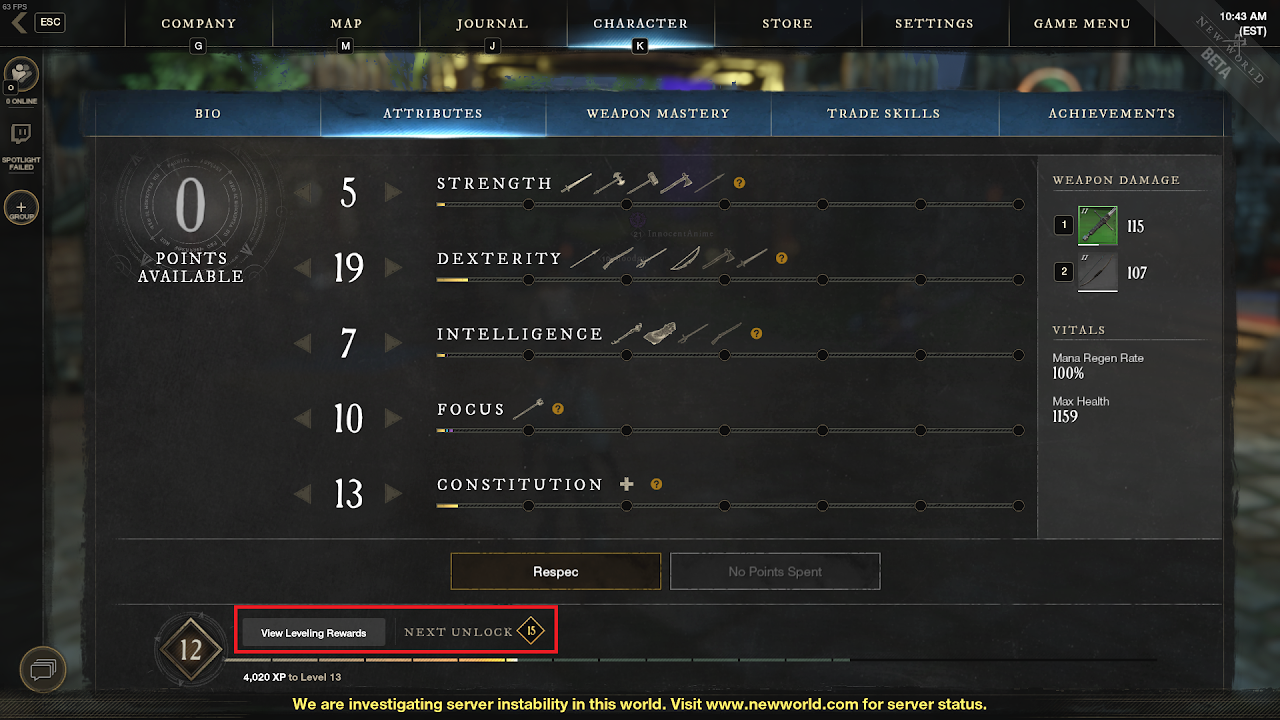 63 FPS
ESC
COMPANY
MAP
JOURNAL
CHARACTER
STORE
SETTINGS
GAME MENU
G
M
J
K
10:43 AM
(EST)
NEW WORLD
BETA
O
0 ONLINE
SPOTLIGHT
FAILED
GROUP
BIO
ATTRIBUTES
WEAPON MASTERY
TRADE SKILLS
ACHIEVEMENTS
0
POINTS
AVAILABLE
5
STRENGTH
?
19
DEXTERITY
?
7
INTELLIGENCE
?
10
FOCUS
?
13
CONSTITUTION
?
WEAPON DAMAGE
1
II
115
2
II
107
VITALS
Mana Regen Rate
100%
Max Health
1159
Respec
No Points Spent
12
View Leveling Rewards
NEXT UNLOCK
15
4,020 XP to Level 13
We are investigating server instability in this world. Visit www.newworld.com for server status.